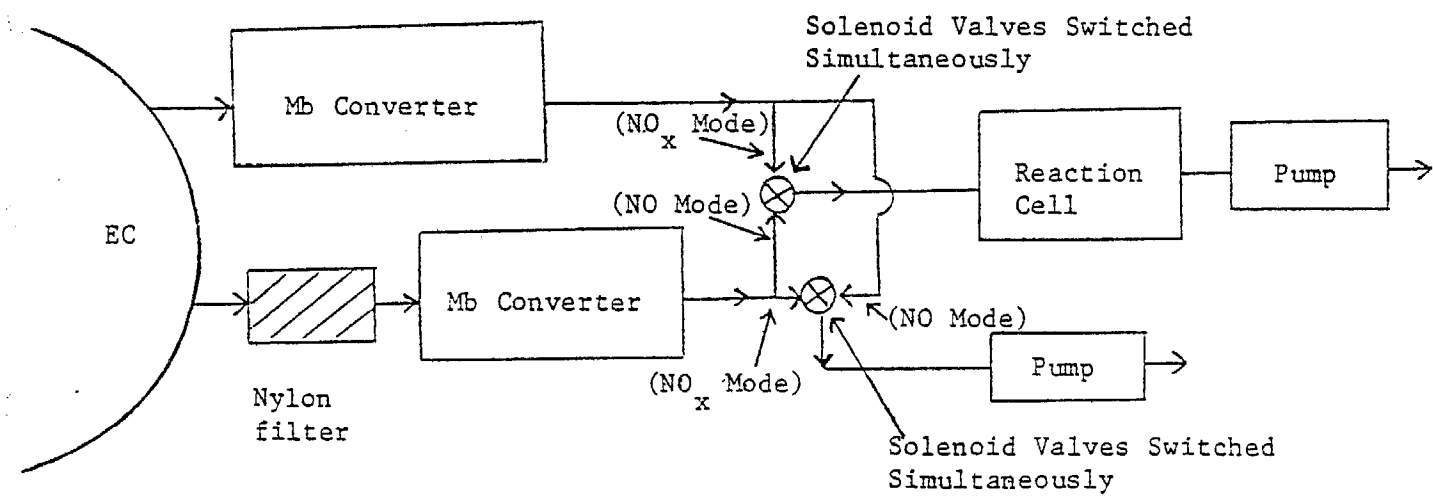 Solenoid Valves Switched
Simultaneously
Mb Converter
(NOx Mode)
Reaction
Cell
Pump
(NO Mode)
EC
Mb Converter
(NO Mode)
(NOx Mode)
Pump
Nylon
filter
Solenoid Valves Switched
Simultaneously